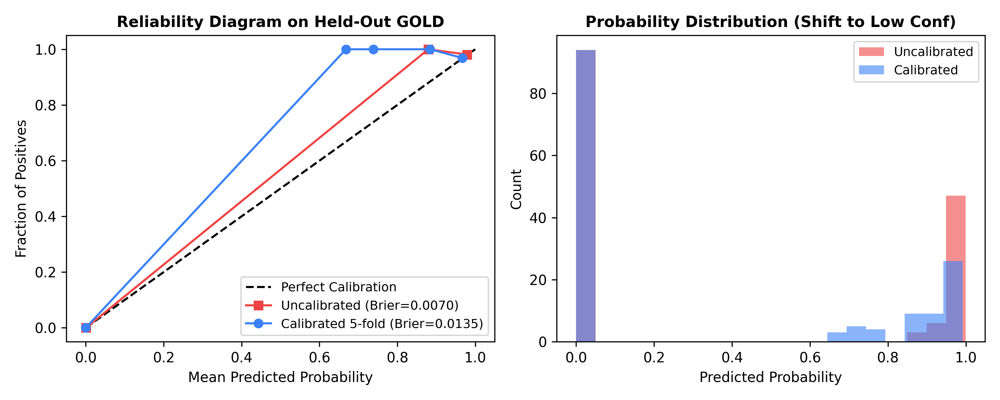 Reliability Diagram on Held-Out GOLD
1.0
0.8
0.6
0.4
0.2
0.0
Fraction of Positives
0.0 0.2 0.4 0.6 0.8 1.0
Mean Predicted Probability
Perfect Calibration
Uncalibrated (Brier=0.0070)
Calibrated 5-fold (Brier=0.0135)
Probability Distribution (Shift to Low Conf)
80
60
40
20
0
Count
0.0 0.2 0.4 0.6 0.8 1.0
Predicted Probability
Uncalibrated
Calibrated